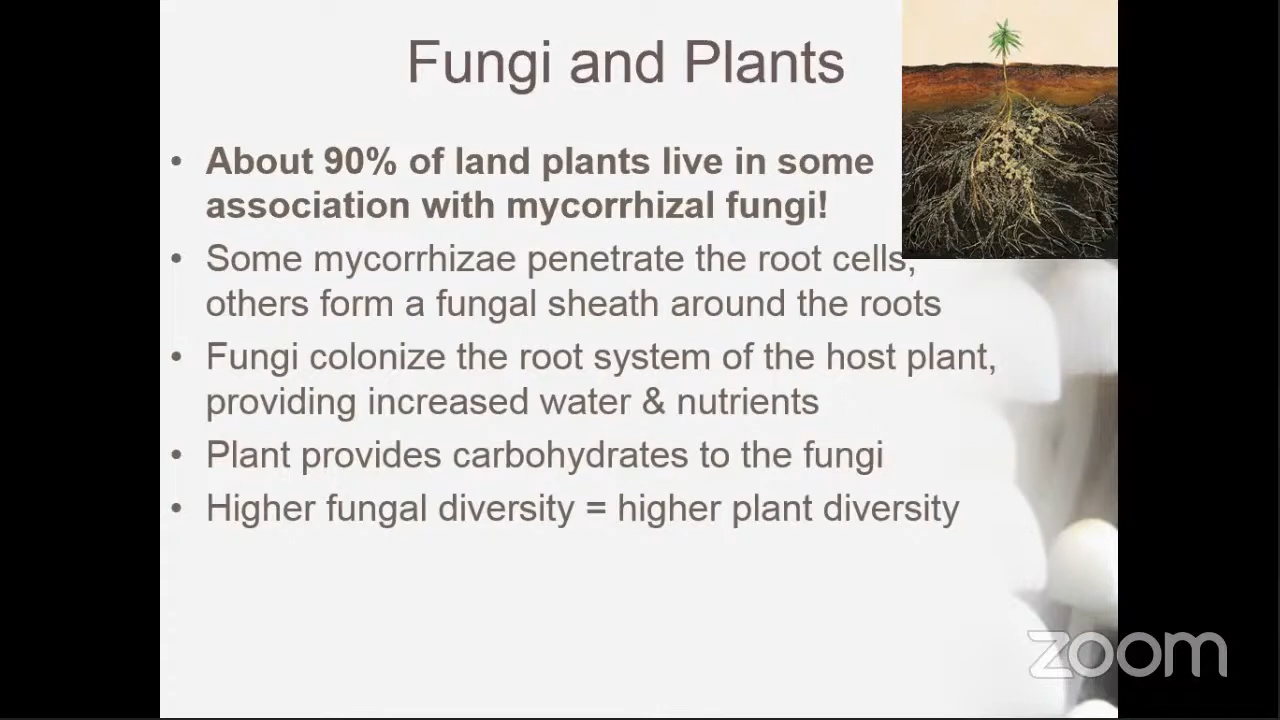 Fungi and Plants
• About 90% of land plants live in some
association with mycorrhizal fungi!
• Some mycorrhizae penetrate the root cells,
others form a fungal sheath around the roots
• Fungi colonize the root system of the host plant,
providing increased water & nutrients
• Plant provides carbohydrates to the fungi
• Higher fungal diversity = higher plant diversity
zoom